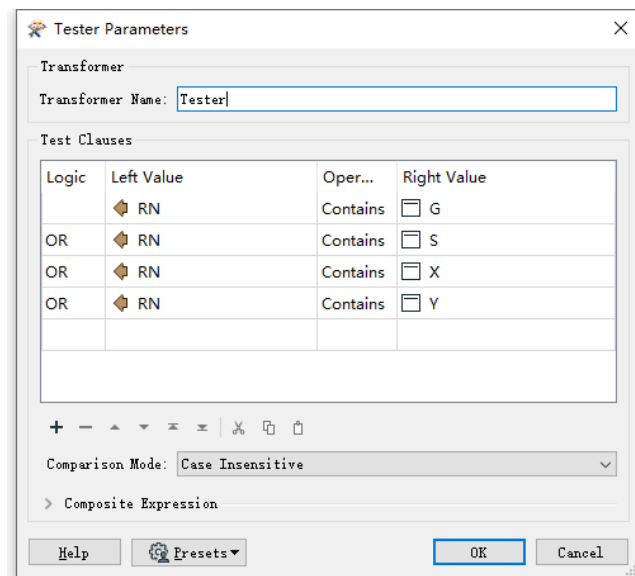 Tester Parameters
Transformer
Transformer Name: Tester
Test Clauses
Logic Left Value Oper... Right Value
RN Contains G
OR RN Contains S
OR RN Contains X
OR RN Contains Y
Comparison Mode: Case Insensitive
Composite Expression
Help Presets OK Cancel